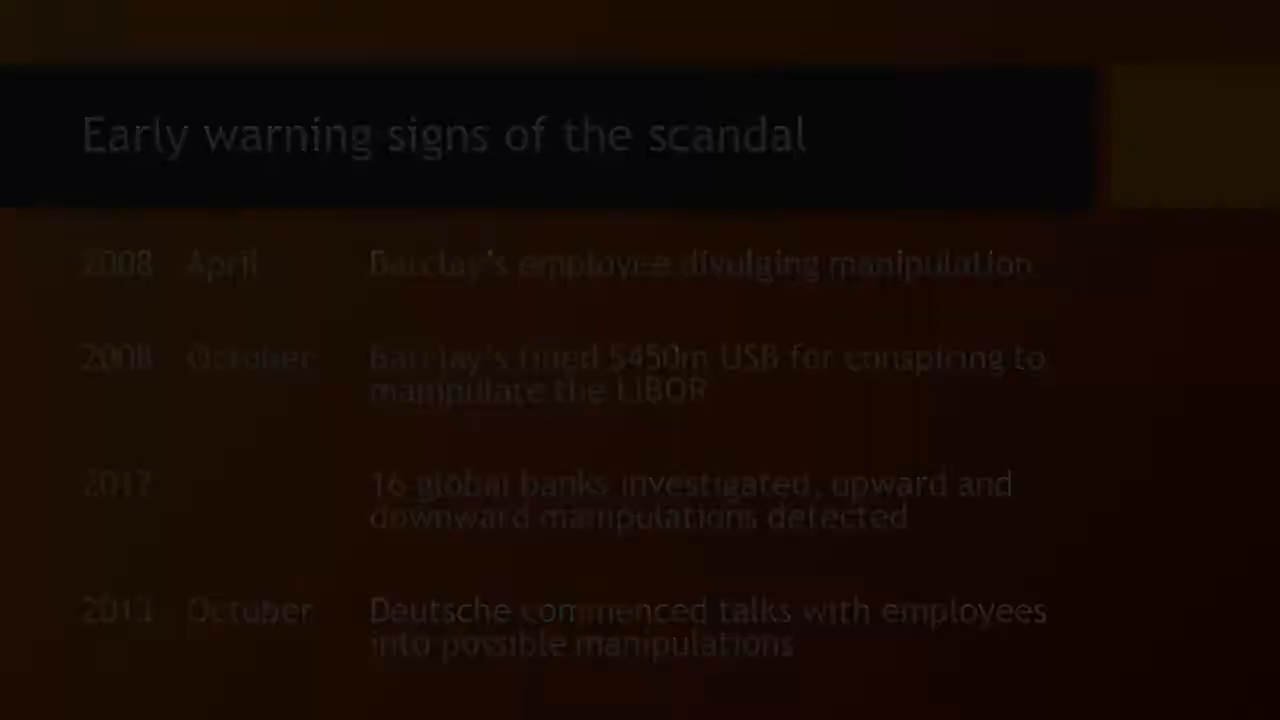 Early warning signs of the scandal
2008 April Barclay's employee divulging manipulation
2008 October Barclay's fined $450m USB for conspiring to
manipulate the LIBOR
2012 16 global banks investigated, upward and
downward manipulations detected
2013 October Deutsche commenced talks with employees
into possible manipulations